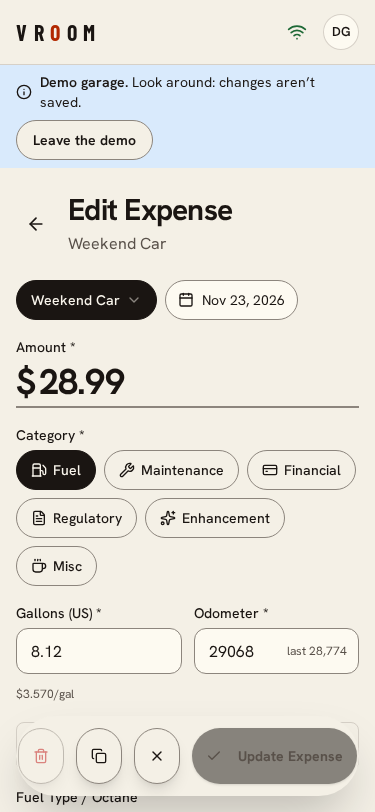 VROOM
DG
Demo garage. Look around: changes aren’t
saved.
Leave the demo
Edit Expense
Weekend Car
Weekend Car
Nov 23, 2026
Amount *
$28.99
Category *
Fuel
Maintenance
Financial
Regulatory
Enhancement
Misc
Gallons (US) *
Odometer *
8.12
29068
last 28,774
$3.570/gal
Update Expense
Fuel Type / Octane